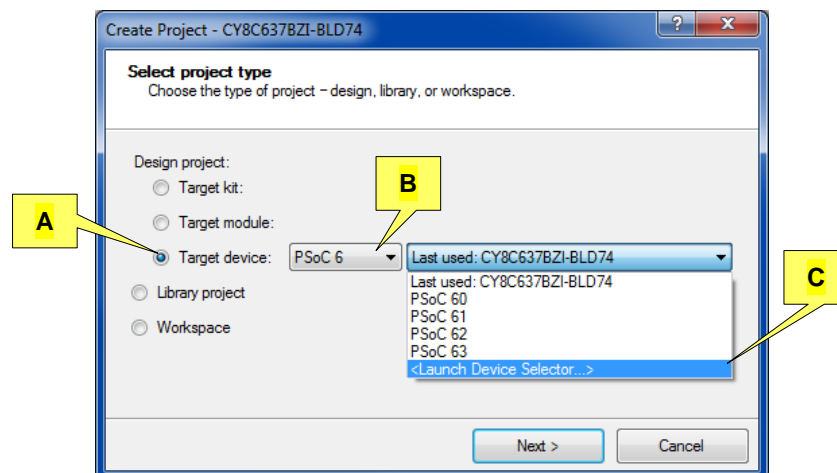 Create Project - CY8C637BZI-BLD74
?
Select project type
Choose the type of project – design, library, or workspace.
Design project:
Target kit:
B
Target module:
A
Target device: PSoC 6 Last used: CY8C637BZI-BLD74
Last used: CY8C637BZI-BLD74
C
Library project
PSoC 60
PSoC 61
Workspace
PSoC 62
PSoC 63
<Launch Device Selector...>
Next >
Cancel